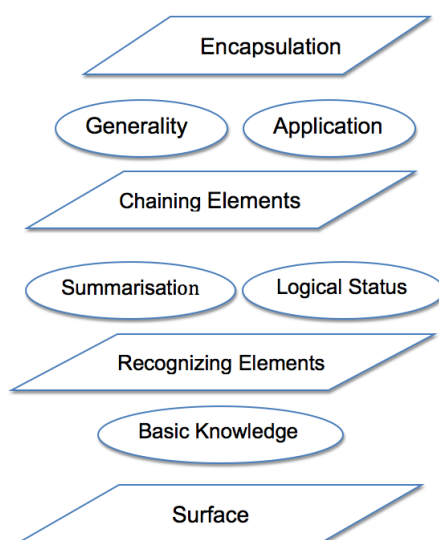 Encapsulation
Generality
Application
Chaining Elements
Summarisation
Logical Status
Recognizing Elements
Basic Knowledge
Surface